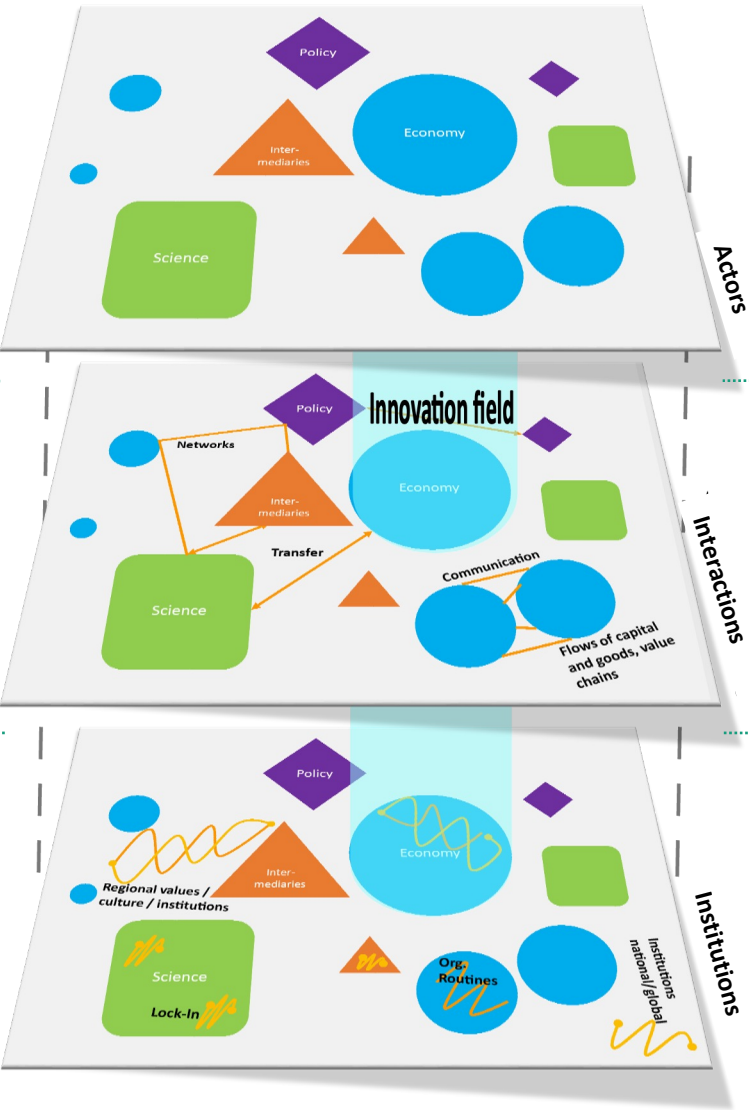 Policy
Economy
Inter-
mediaries
Science
Actors
Policy
Innovation field
Networks
Economy
Inter-
mediaries
Transfer
Communication
Science
Flows of capital
and goods, value
chains
Interactions
Policy
Economy
Inter-
mediaries
Regional values /
culture / institutions
Org.
Routines
Science
Lock-In
Institutions
national/global
Institutions